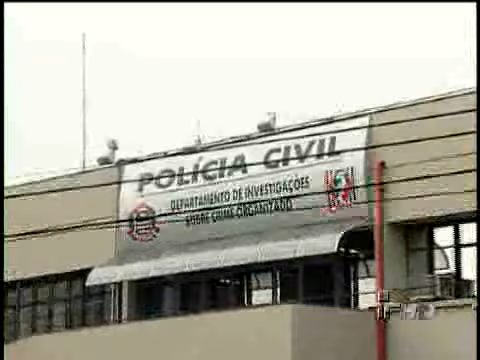 POLÍCIA CIVIL
DEPARTAMENTO DE INVESTIGAÇÕES
SOBRE CRIME ORGANIZADO